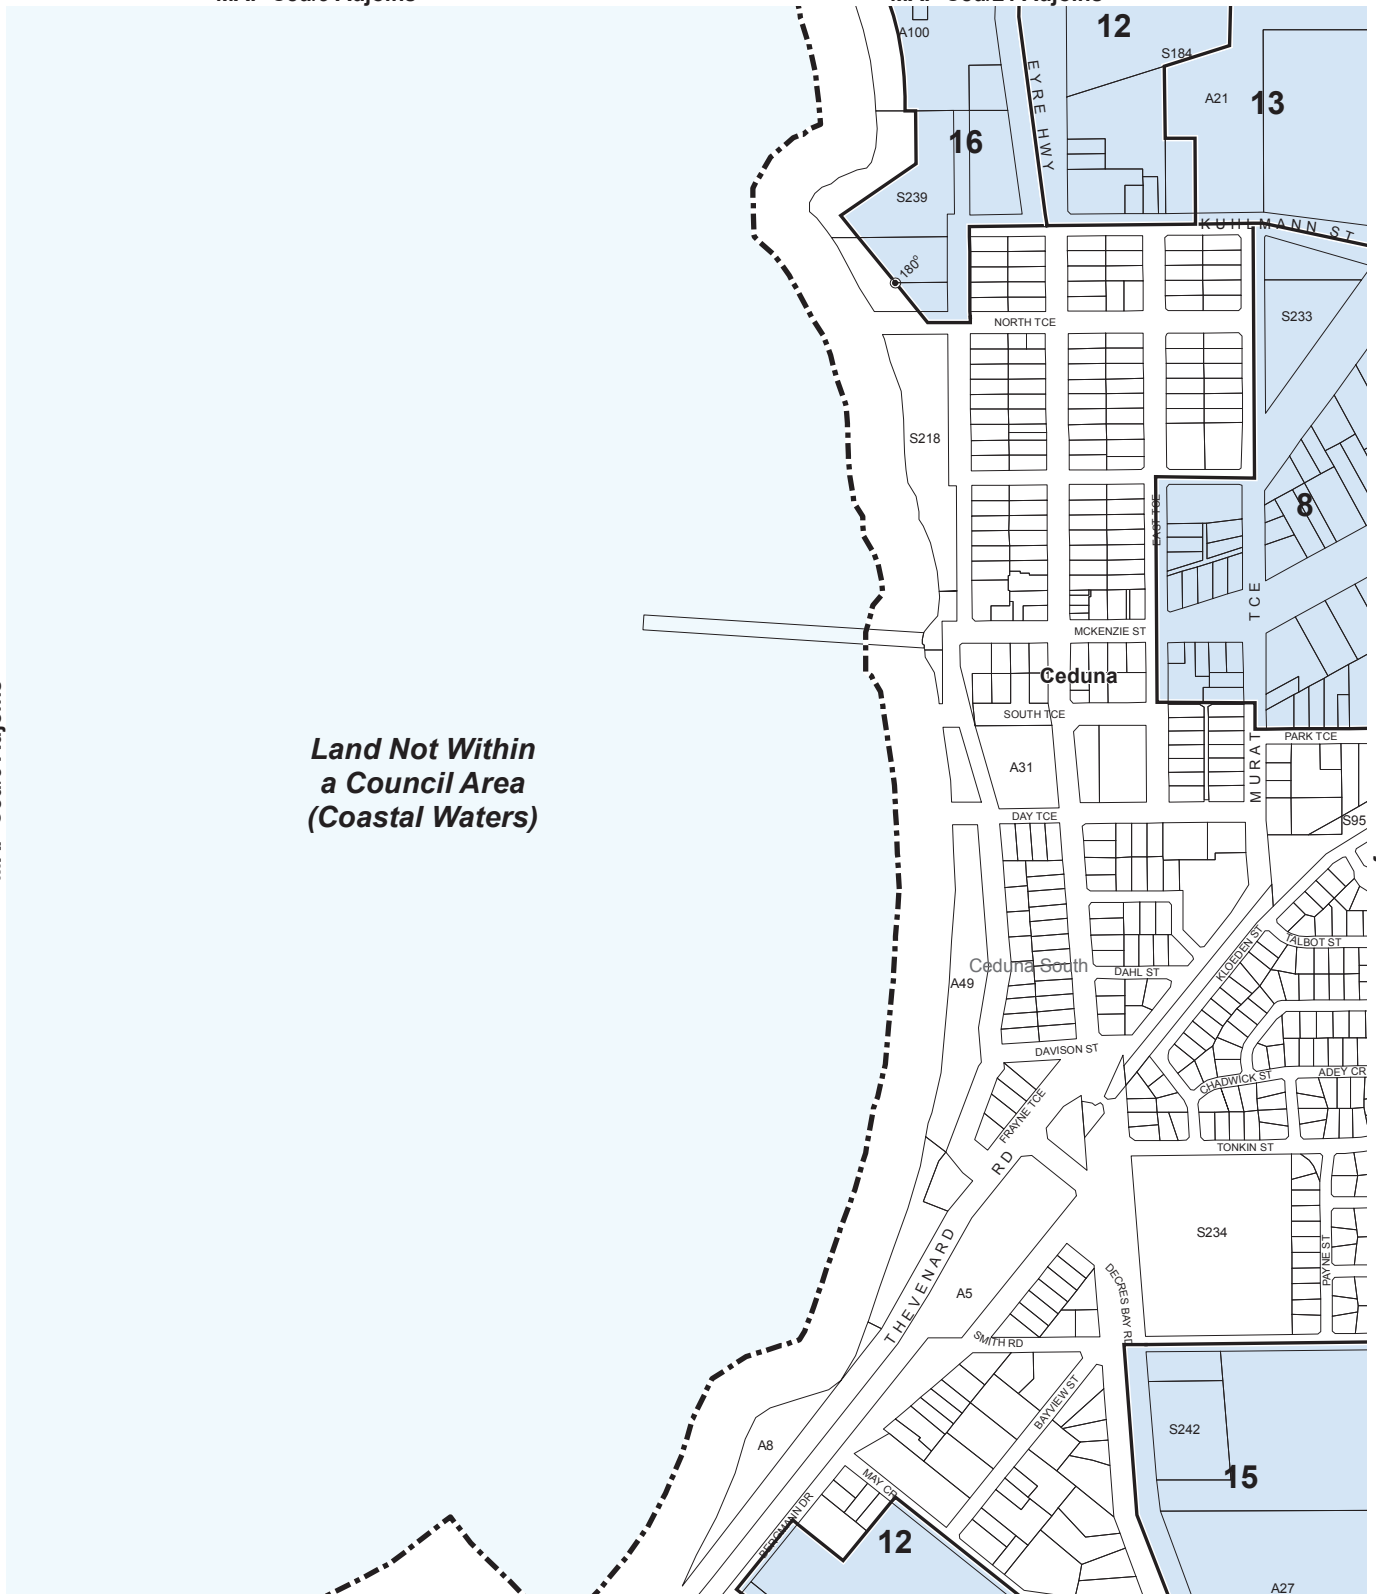 A100
12
S184
EYRE HWY
A21
13
16
S239
KUHLMANN ST
180°
S233
NORTH TCE
S218
8
EAST TCE
TCE
MCKENZIE ST
Ceduna
SOUTH TCE
PARK TCE
MURAT
Land Not Within
a Council Area
(Coastal Waters)
A31
DAY TCE
S95
KLOEDEN ST
TALBOT ST
Ceduna South
DAHL ST
A49
DAVISON ST
CHADWICK ST
ADEY CR
FRAYNE TCE
TONKIN ST
RD
S234
THEVENARD
PAYNE ST
DECRES BAY RD
A5
SMITH RD
BAYVIEW ST
S242
A8
15
MAY CR
BERGMANN DR
12
A27